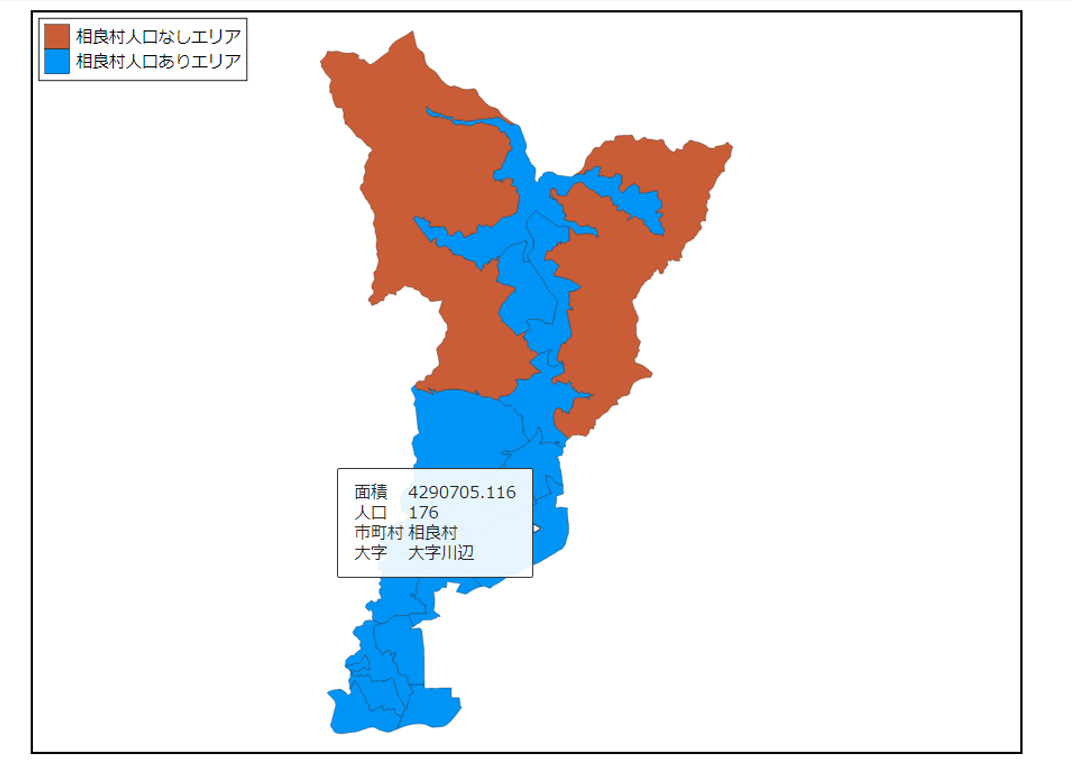 相良村人口なしエリア
相良村人口ありエリア
面積 4290705.116
人口 176
市町村 相良村
大字 大字川辺